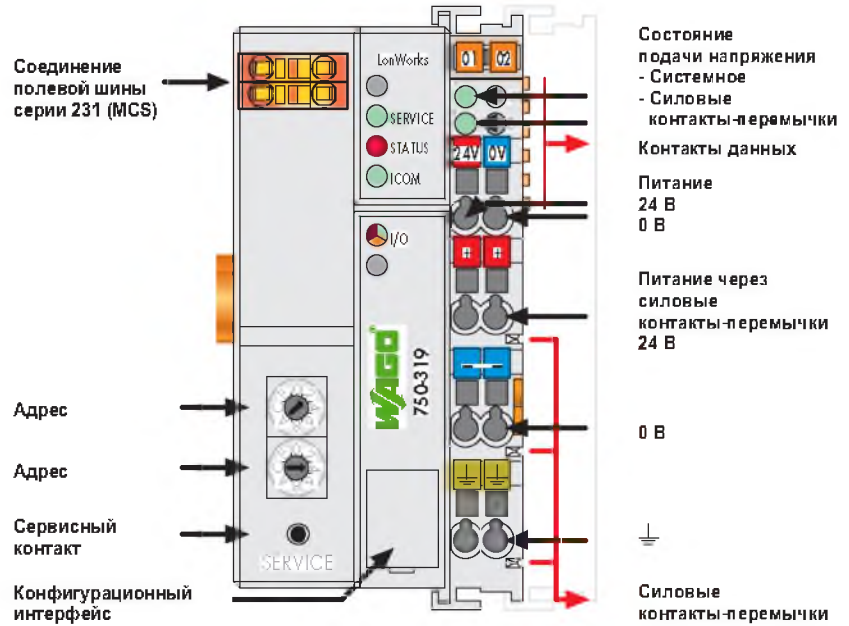 Соединение
полевой шины
серии 231 (MCS)
Адрес
Адрес
Сервисный
контакт
Конфигурационный
интерфейс
LonWorks
SERVICE
STATUS
ICOM
I/O
WAGO®
750-319
SERVICE
01 02
24V 0V
+ +
Состояние
подачи напряжения
- Системное
- Силовые
контакты-перемычки
Контакты данных
Питание
24 В
0 В
Питание через
силовые
контакты-перемычки
24 В
0 В
Силовые
контакты-перемычки